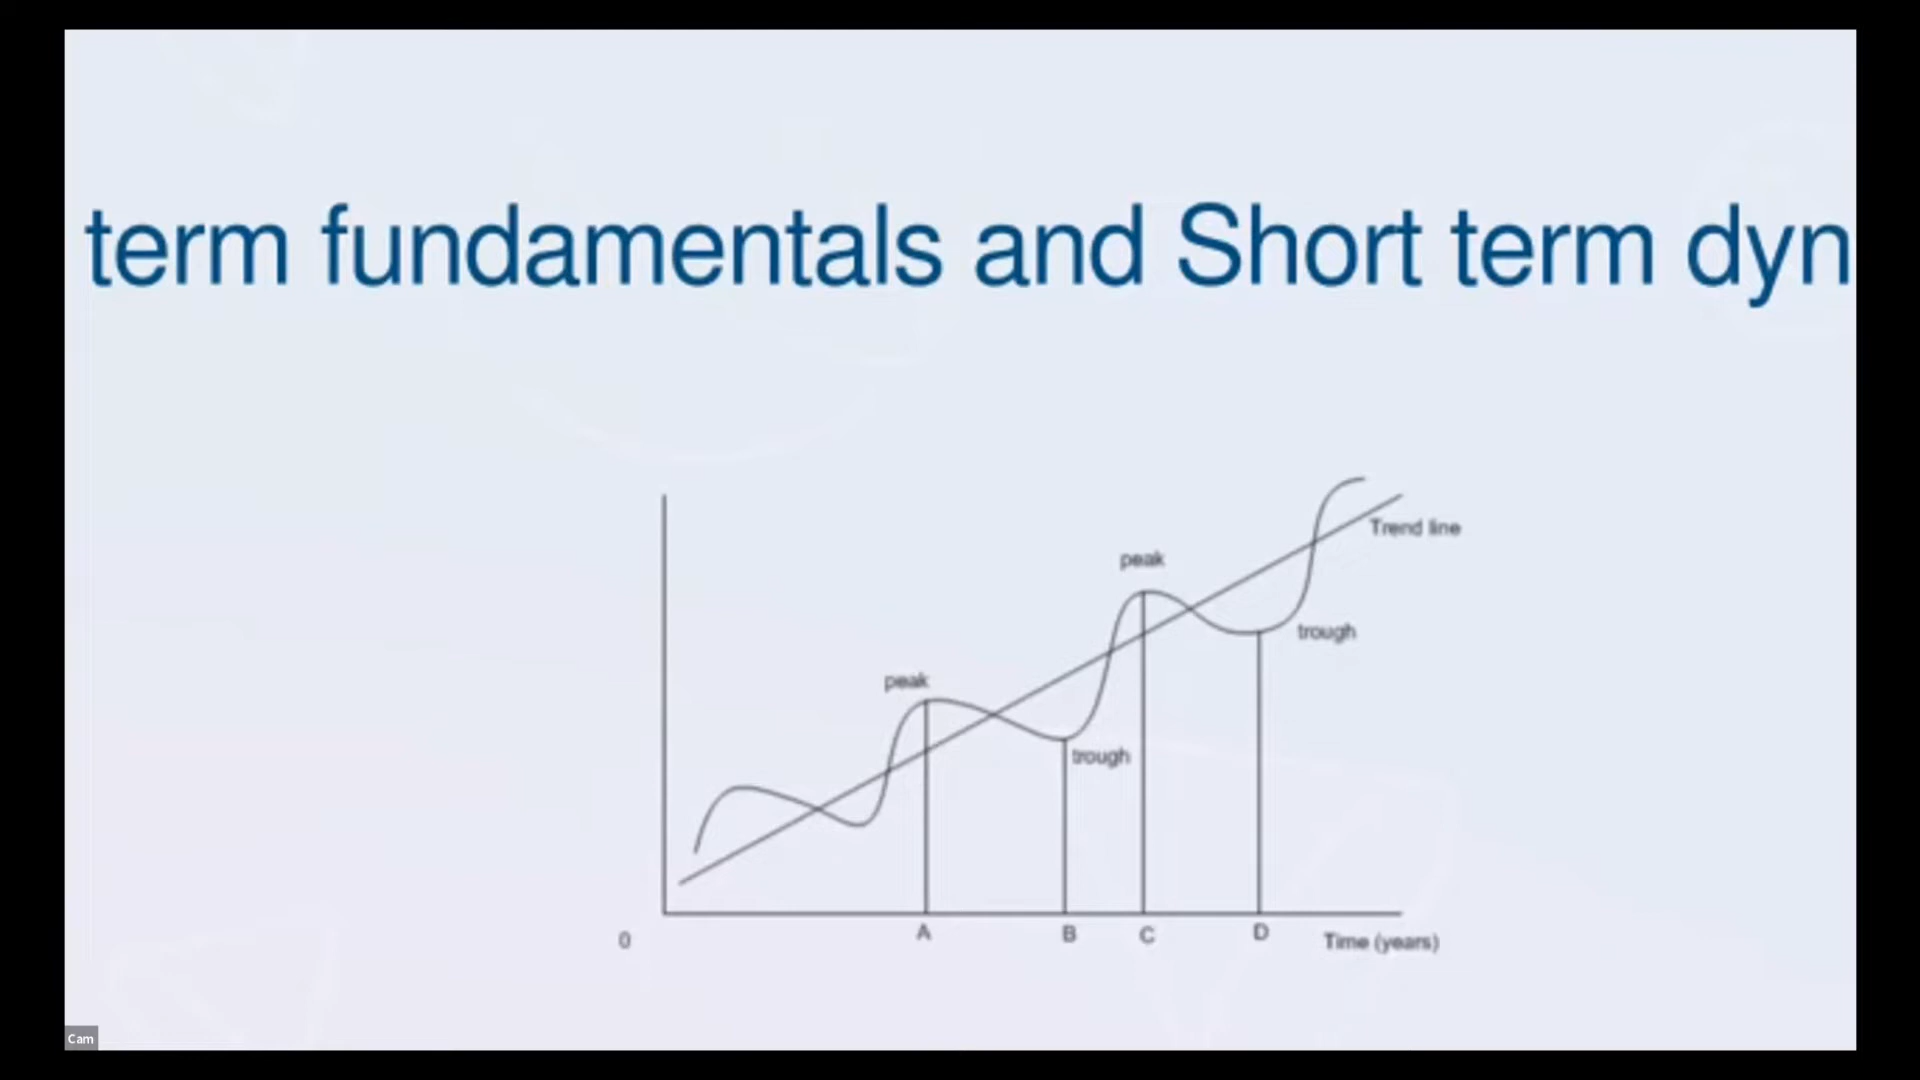 term fundamentals and Short term dyn
Trend line
peak
trough
peak
trough
0
A
B
C
D
Time (years)
Cam